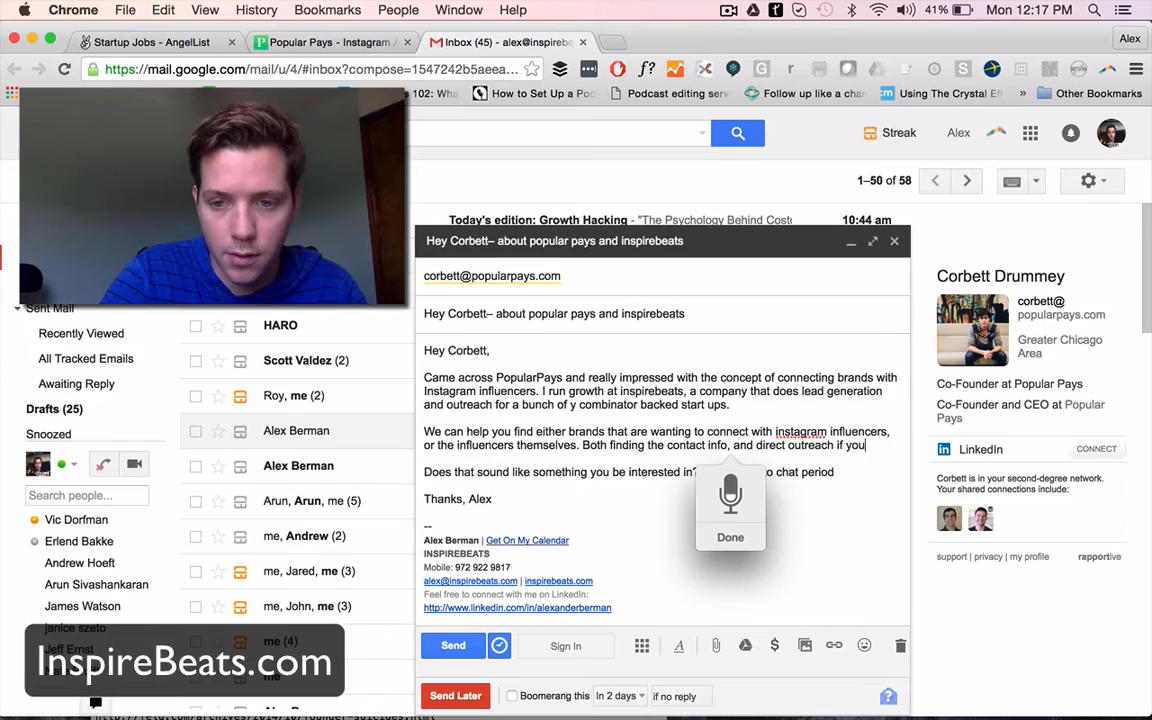 Chrome File Edit View History Bookmarks People Window Help 41% Mon 12:17 PM
Startup Jobs - AngelList
Popular Pays - Instagram
Inbox (45) - alex@inspirebe
Alex
https://mail.google.com/mail/u/4/#inbox?compose=1547242b5aeea...
102: Wha
How to Set a Poo
Podcast editing serv
Follow up like a chan
Using The Crystal Eff
»
Other Bookmarks
Streak
Alex
1–50 of 58
Today's edition: Growth Hacking - "The Psychology Behind Costo
10:44 am
Sent Mail
Recently Viewed
All Tracked Emails
Awaiting Reply
Drafts (25)
Snoozed
Search people...
Vic Dorfman
Erlend Bakke
Andrew Hoeft
Arun Sivashankaran
James Watson
janice szeto
Jeff Ernst
HARO
Scott Valdez (2)
Roy, me (2)
Alex Berman
Alex Berman
Arun, Arun, me (5)
me, Andrew (2)
me, Jared, me (3)
me, John, me (3)
me (4)
Hey Corbett– about popular pays and inspirebeats
corbett@popularpays.com
Hey Corbett– about popular pays and inspirebeats
Hey Corbett,
Came across PopularPays and really impressed with the concept of connecting brands with
Instagram influencers. I run growth at inspirebeats, a company that does lead generation
and outreach for a bunch of y combinator backed start ups.
We can help you find either brands that are wanting to connect with instagram influencers,
or the influencers themselves. Both finding the contact info, and direct outreach if you
Does that sound like something you be interested in? to chat period
Thanks, Alex
--
Alex Berman | Get On My Calendar
INSPIREBEATS
Mobile: 972 922 9817
alex@inspirebeats.com | inspirebeats.com
Feel free to connect with me on LinkedIn:
http://www.linkedin.com/in/alexanderberman
Done
Send
Sign In
Send Later
Boomerang this
In 2 days
if no reply
Corbett Drummey
corbett@
popularpays.com
Greater Chicago
Area
Co-Founder at Popular Pays
Co-Founder and CEO at Popular
Pays
LinkedIn
CONNECT
Corbett is in your second-degree network.
Your shared connections include:
support | privacy | my profile
rapportive
InspireBeats.com